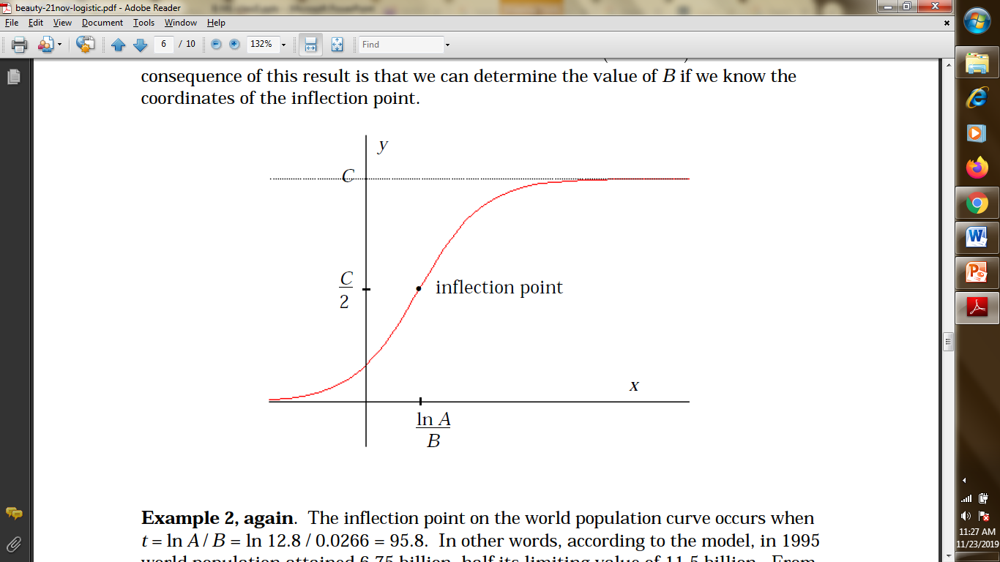 beauty-21nov-logistic.pdf - Adobe Reader
File Edit View Document Tools Window Help
6 / 10 132% Find
consequence of this result is that we can determine the value of B if we know the
coordinates of the inflection point.
y
C
C
2
inflection point
x
ln A
B
Example 2, again. The inflection point on the world population curve occurs when
t = ln A / B = ln 12.8 / 0.0266 = 95.8. In other words, according to the model, in 1995
world population attained 6.75 billion, half its limiting value of 11.5 billion. From
11:27 AM
11/23/2019